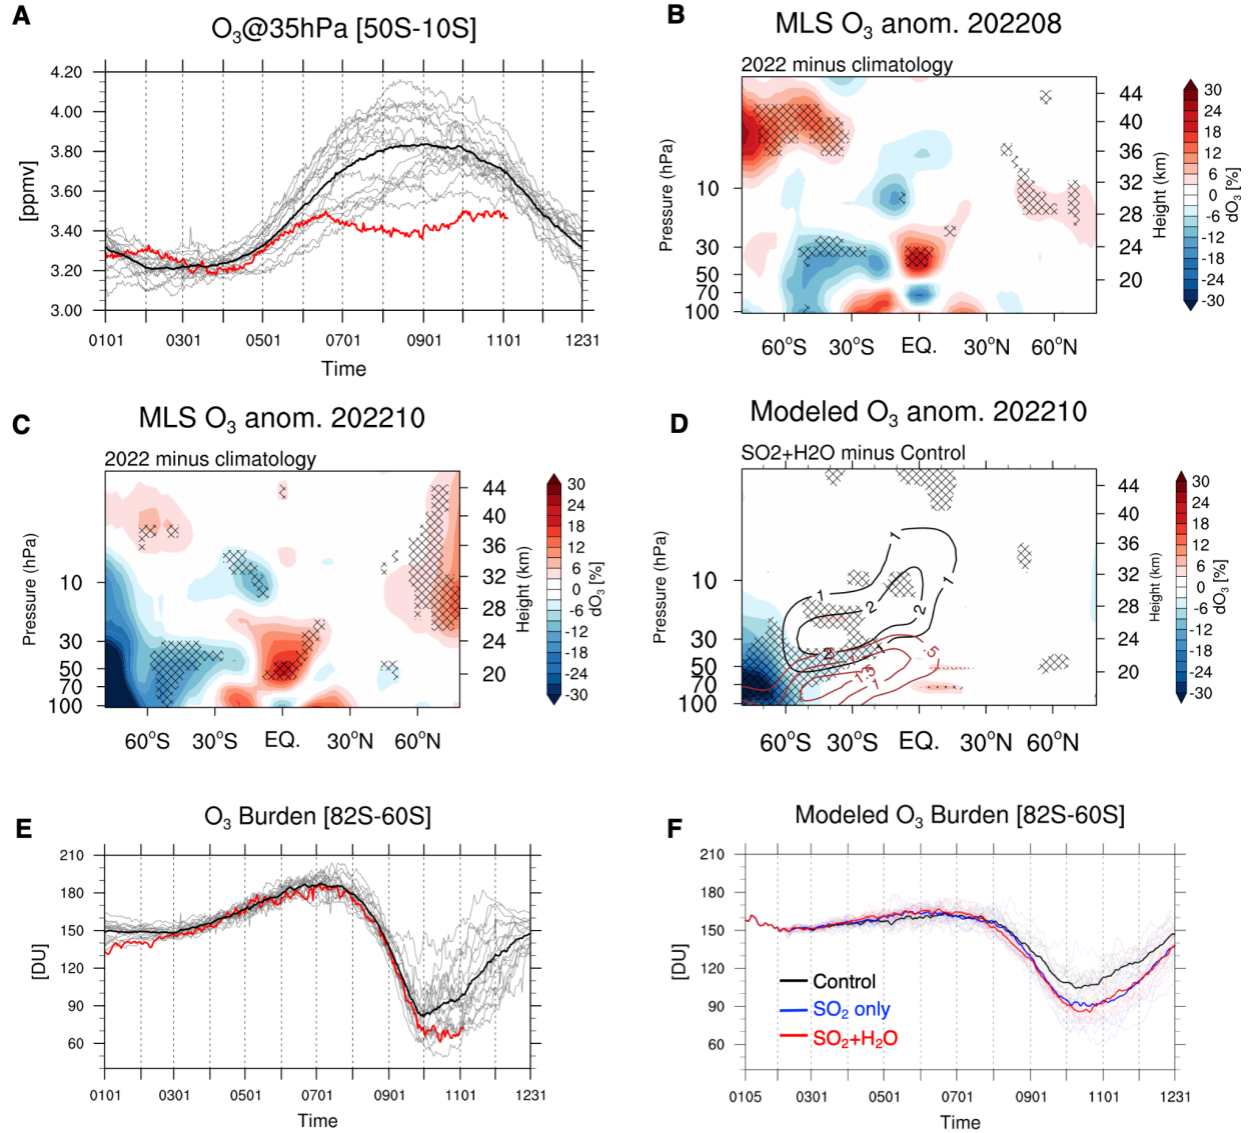 A
O3@35hPa [50S-10S]
[ppmv]
4.20
4.00
3.80
3.60
3.40
3.20
3.00
0101 0301 0501 0701 0901 1101 1231
Time
B
MLS O3 anom. 202208
2022 minus climatology
Pressure (hPa)
10
30
50
70
100
44
40
36
32
28
24
20
Height (km)
60°S 30°S EQ. 30°N 60°N
30
24
18
12
6
0
-6
-12
-18
-24
-30
dO3 [%]
C
MLS O3 anom. 202210
2022 minus climatology
Pressure (hPa)
10
30
50
70
100
44
40
36
32
28
24
20
Height (km)
60°S 30°S EQ. 30°N 60°N
30
24
18
12
6
0
-6
-12
-18
-24
-30
dO3 [%]
D
Modeled O3 anom. 202210
SO2+H2O minus Control
Pressure (hPa)
10
30
50
70
100
1
1
1
2
2
1
.5
1.5
1
44
40
36
32
28
24
20
Height (km)
60°S 30°S EQ. 30°N 60°N
30
24
18
12
6
0
-6
-12
-18
-24
-30
dO3 [%]
E
O3 Burden [82S-60S]
[DU]
210
180
150
120
90
60
0101 0301 0501 0701 0901 1101 1231
Time
F
Modeled O3 Burden [82S-60S]
[DU]
210
180
150
120
90
60
Control
SO2 only
SO2+H2O
0105 0301 0501 0701 0901 1101 1231
Time